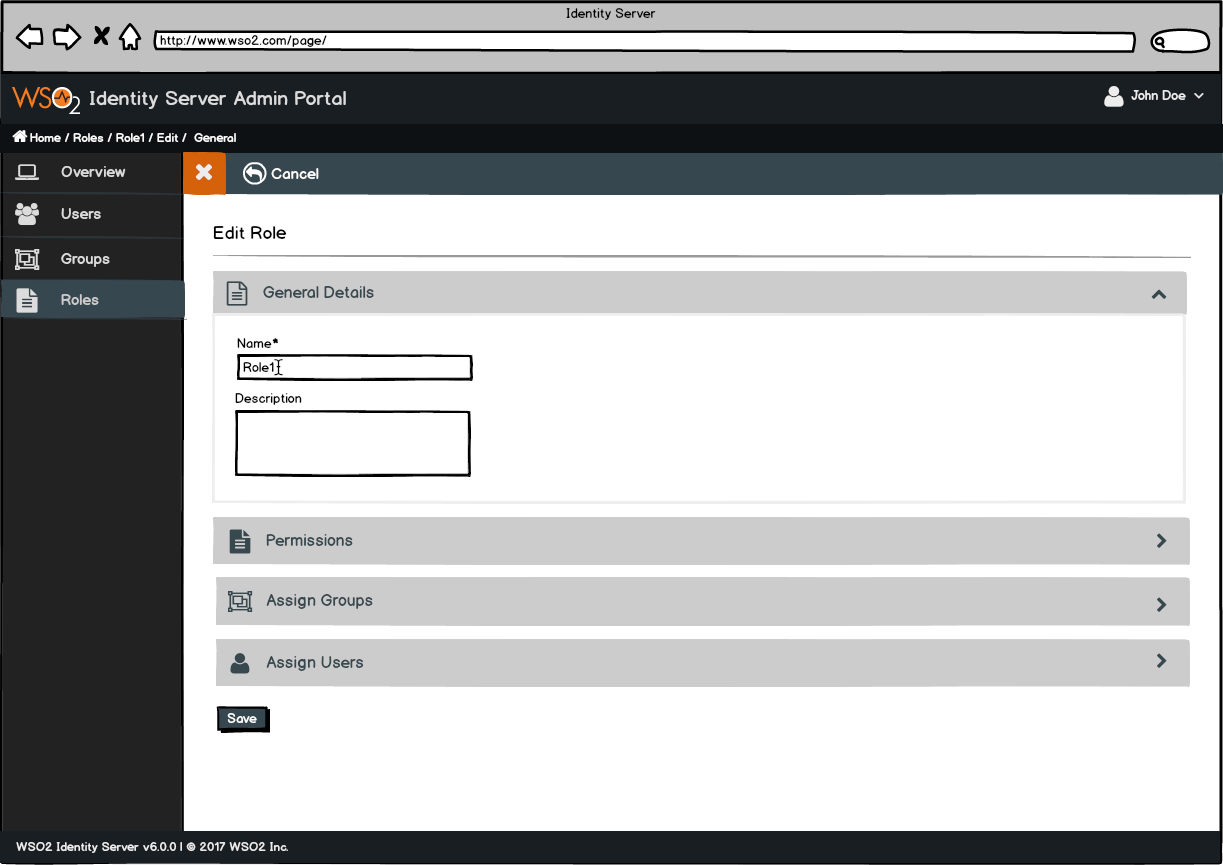 Identity Server
http://www.wso2.com/page/
WSO2 Identity Server Admin Portal
John Doe
Home / Roles / Role1 / Edit / General
Overview
Cancel
Users
Edit Role
Groups
General Details
Roles
Name*
Role1
Description
Permissions
Assign Groups
Assign Users
Save
WSO2 Identity Server v6.0.0 | © 2017 WSO2 Inc.